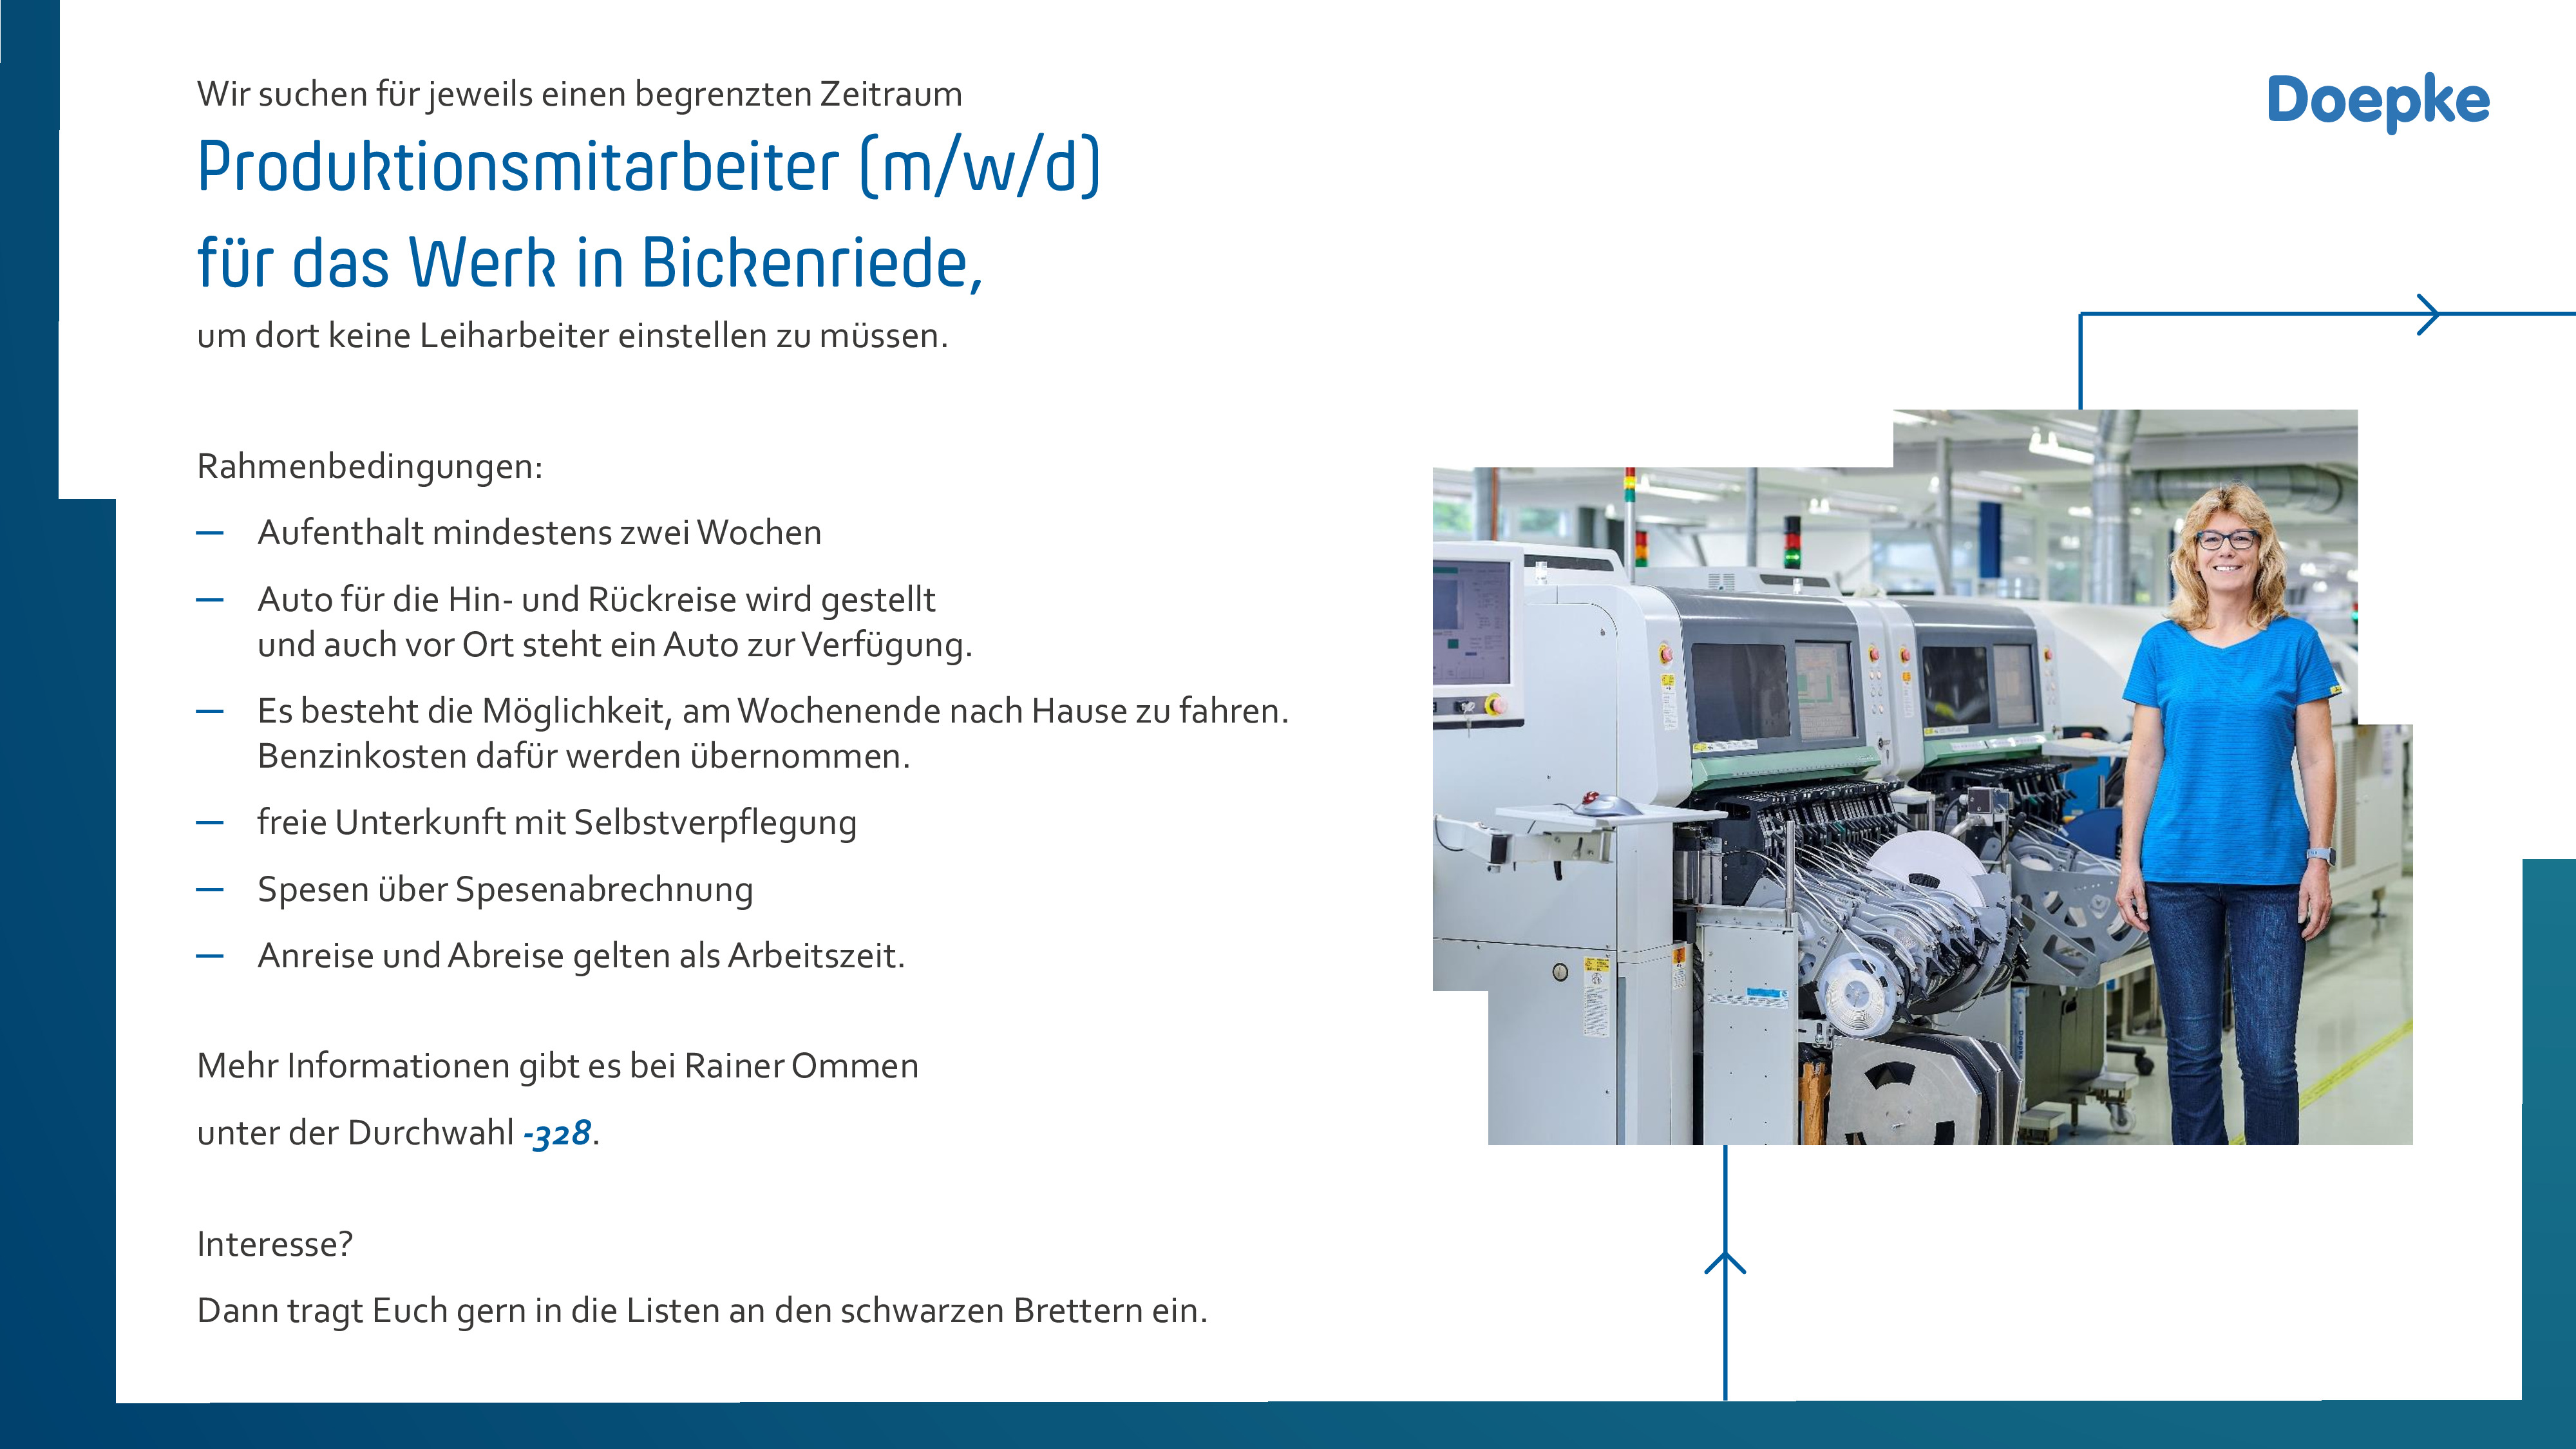 Wir suchen für jeweils einen begrenzten Zeitraum
Doepke
Produktionsmitarbeiter (m/w/d)
für das Werk in Bickenriede,
um dort keine Leiharbeiter einstellen zu müssen.
Rahmenbedingungen:
— Aufenthalt mindestens zwei Wochen
— Auto für die Hin- und Rückreise wird gestellt
und auch vor Ort steht ein Auto zur Verfügung.
— Es besteht die Möglichkeit, am Wochenende nach Hause zu fahren.
Benzinkosten dafür werden übernommen.
— freie Unterkunft mit Selbstverpflegung
— Spesen über Spesenabrechnung
— Anreise und Abreise gelten als Arbeitszeit.
Mehr Informationen gibt es bei Rainer Ommen
unter der Durchwahl -328.
Interesse?
Dann tragt Euch gern in die Listen an den schwarzen Brettern ein.